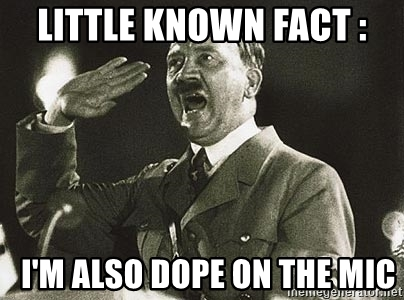 LITTLE KNOWN FACT :
I'M ALSO DOPE ON THE MIC
memegenerator.net